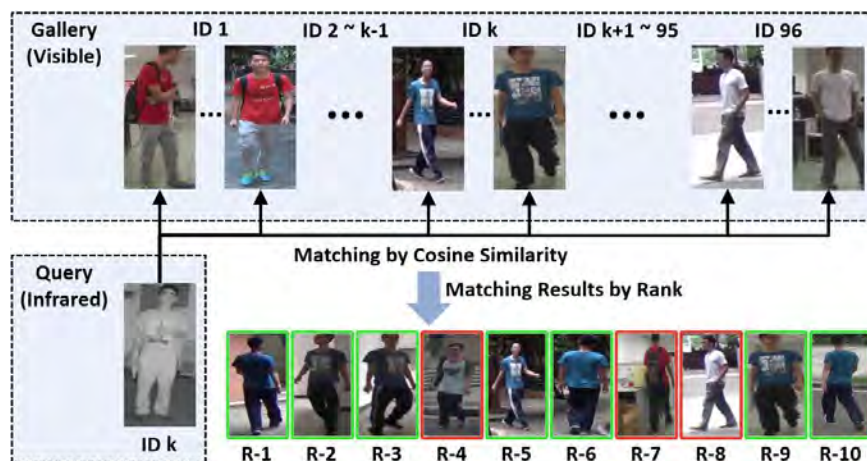 Gallery
(Visible)
ID 1
ID 2 ~ k-1
ID k
ID k+1 ~ 95
ID 96
... ... ... ... ...
Matching by Cosine Similarity
Query
(Infrared)
Matching Results by Rank
ID k
R-1 R-2 R-3 R-4 R-5 R-6 R-7 R-8 R-9 R-10